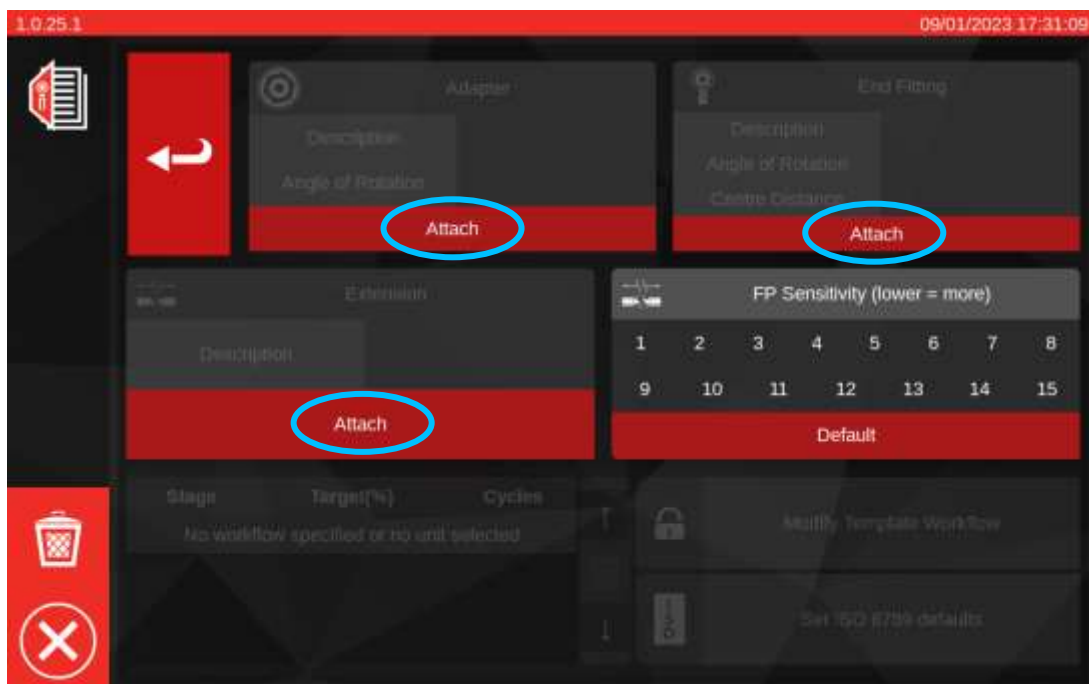 1.0.25.1
09/01/2023 17:31:09
Adapter
Description
Angle of Rotation
Attach
End Fitting
Description
Angle of Rotation
Centre Distance
Attach
Extension
Description
Attach
FP Sensitivity (lower = more)
1 2 3 4 5 6 7 8
9 10 11 12 13 14 15
Default
Stage Target(%) Cycles
No workflow specified or no unit selected
↑
↓
Modify Template Workflow
ISO
Set ISO 6789 defaults